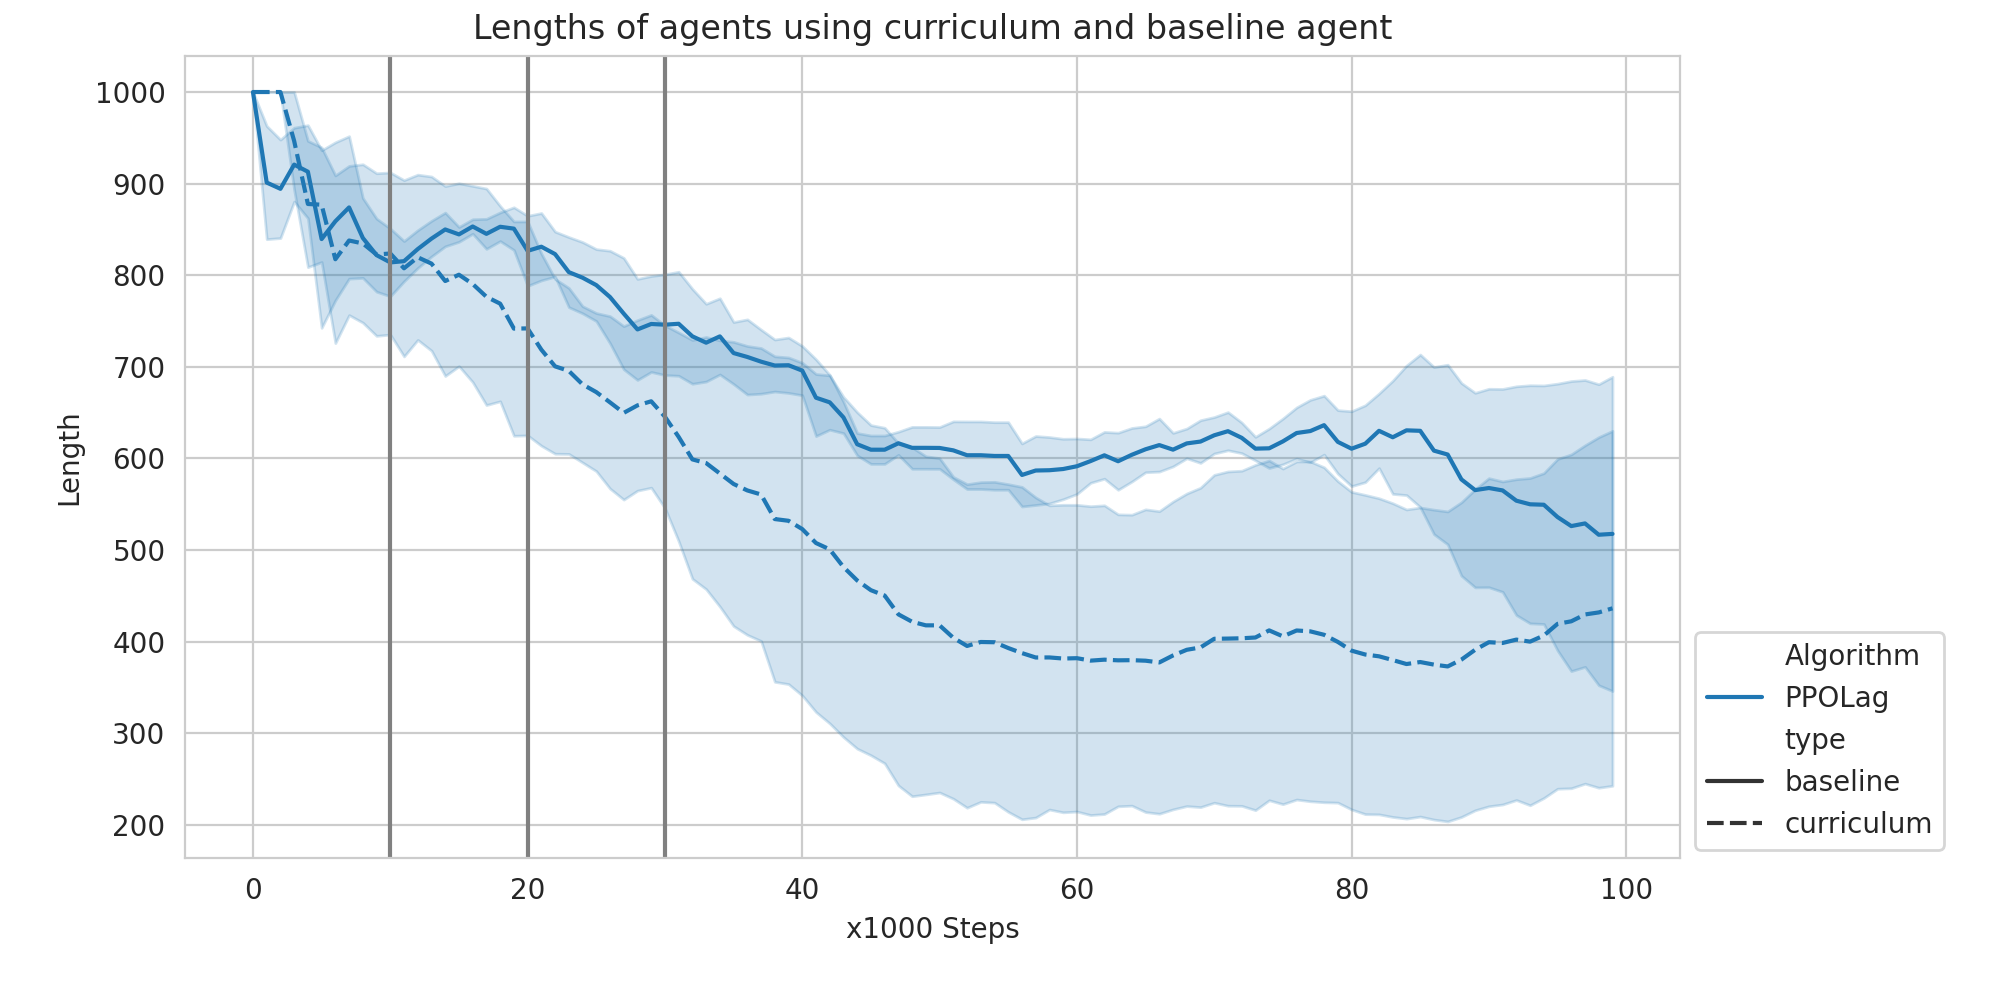 Lengths of agents using curriculum and baseline agent
1000
900
800
700
600
500
400
300
200
Length
0 20 40 60 80 100
x1000 Steps
Algorithm
PPOLag
type
baseline
curriculum